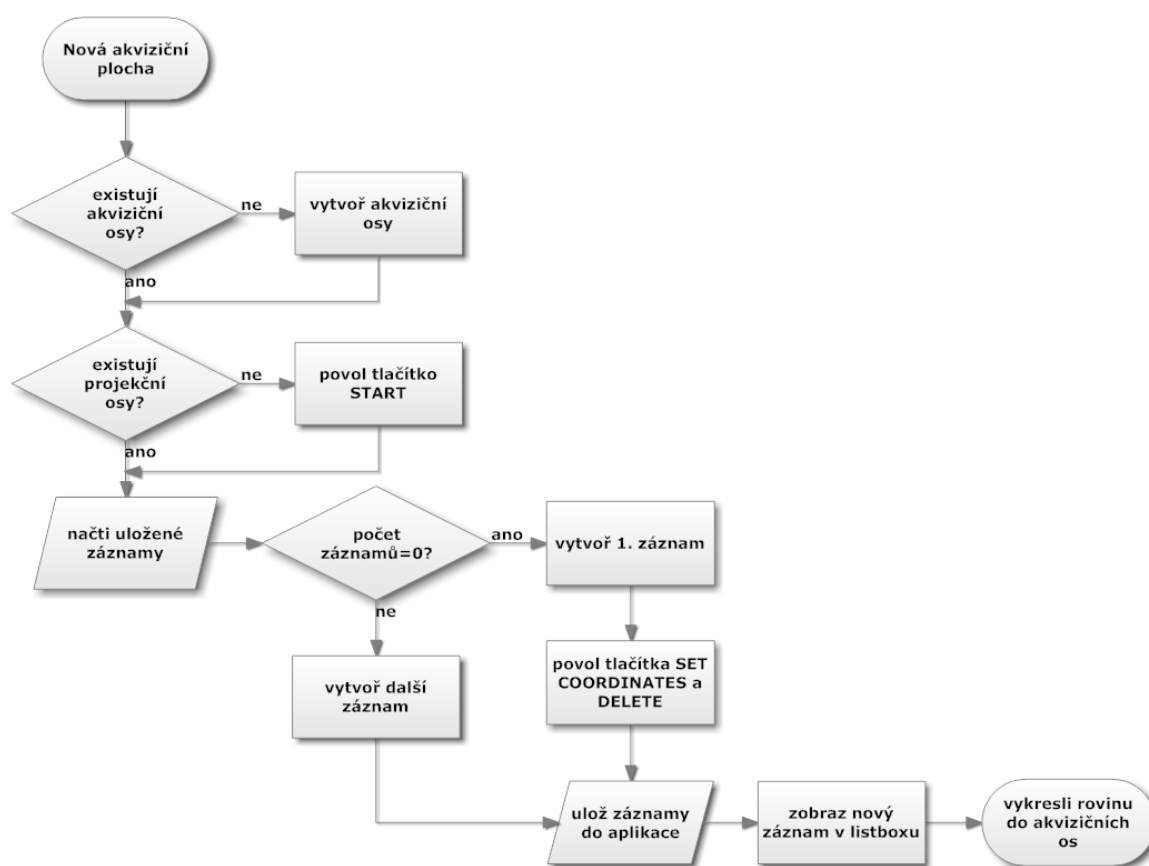 Nová akviziční
plocha
existují
akviziční
osy?
ne
vytvoř akviziční
osy
ano
existují
projekční
osy?
ne
povol tlačítko
START
ano
načti uložené
záznamy
počet
záznamů=0?
ano
vytvoř 1. záznam
ne
vytvoř další
záznam
povol tlačítka SET
COORDINATES a
DELETE
ulož záznamy
do aplikace
zobraz nový
záznam v listboxu
vykresli rovinu
do akvizičních
os